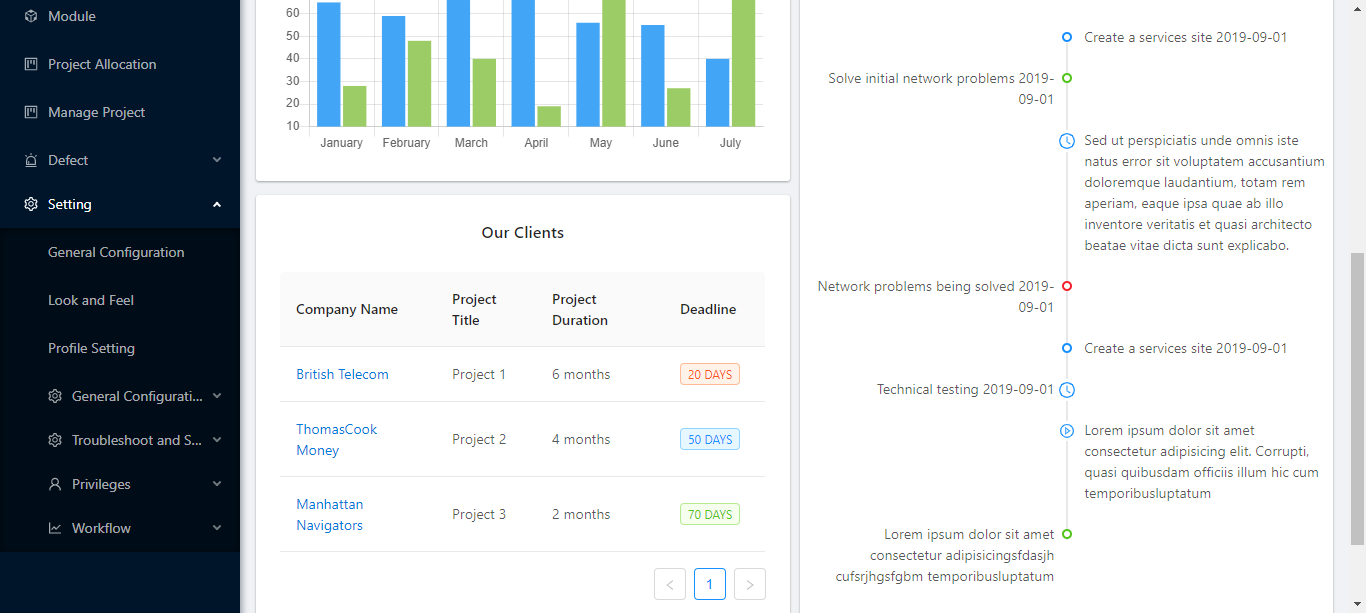 Module
Project Allocation
Manage Project
Defect
Setting
General Configuration
Look and Feel
Profile Setting
General Configurati...
Troubleshoot and S...
Privileges
Workflow
60
50
40
30
20
10
January February March April May June July
Our Clients
Company Name Project Title Project Duration Deadline
British Telecom Project 1 6 months 20 DAYS
ThomasCook
Money Project 2 4 months 50 DAYS
Manhattan
Navigators Project 3 2 months 70 DAYS
< 1 >
Create a services site 2019-09-01
Solve initial network problems 2019-
09-01
Sed ut perspiciatis unde omnis iste
natus error sit voluptatem accusantium
doloremque laudantium, totam rem
aperiam, eaque ipsa quae ab illo
inventore veritatis et quasi architecto
beatae vitae dicta sunt explicabo.
Network problems being solved 2019-
09-01
Create a services site 2019-09-01
Technical testing 2019-09-01
Lorem ipsum dolor sit amet
consectetur adipisicing elit. Corrupti,
quasi quibusdam officiis illum hic cum
temporibusluptatum
Lorem ipsum dolor sit amet
consectetur adipisicingsfdasjh
cufsrjhgsfgbm temporibusluptatum